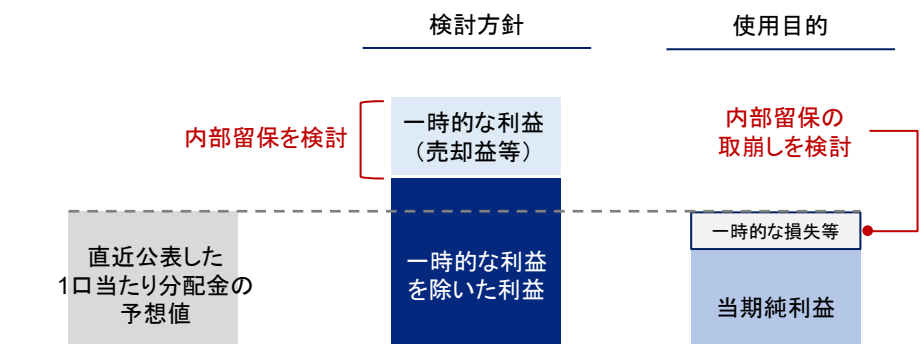 検討方針
使用目的
内部留保を検討
一時的な利益
（売却益等）
内部留保の
取崩しを検討
直近公表した
1口当たり分配金の
予想値
一時的な利益
を除いた利益
一時的な損失等
当期純利益